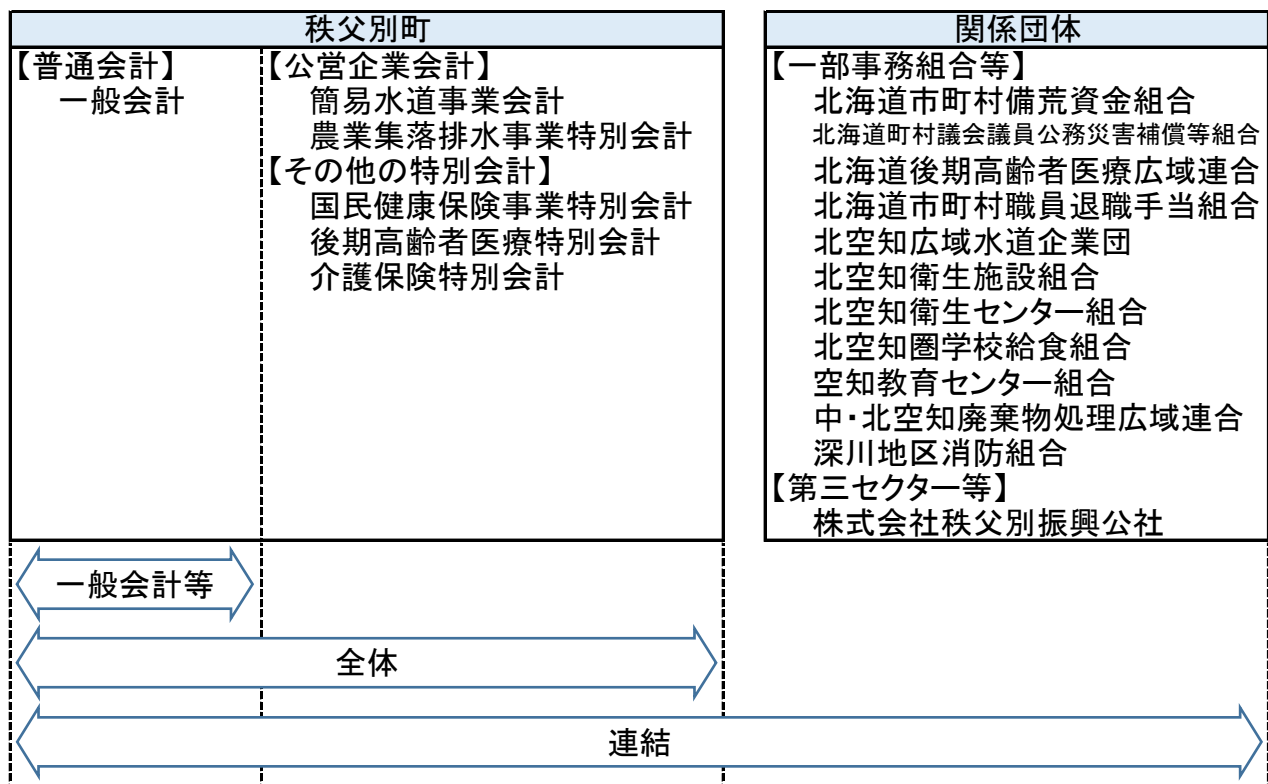 秩父別町
【普通会計】
一般会計
【公営企業会計】
簡易水道事業会計
農業集落排水事業特別会計
【その他の特別会計】
国民健康保険事業特別会計
後期高齢者医療特別会計
介護保険特別会計
関係団体
【一部事務組合等】
北海道市町村備荒資金組合
北海道町村議会議員公務災害補償等組合
北海道後期高齢者医療広域連合
北海道市町村職員退職手当組合
北空知広域水道企業団
北空知衛生施設組合
北空知衛生センター組合
北空知圏学校給食組合
空知教育センター組合
中・北空知廃棄物処理広域連合
深川地区消防組合
【第三セクター等】
株式会社秩父別振興公社
一般会計等
全体
連結